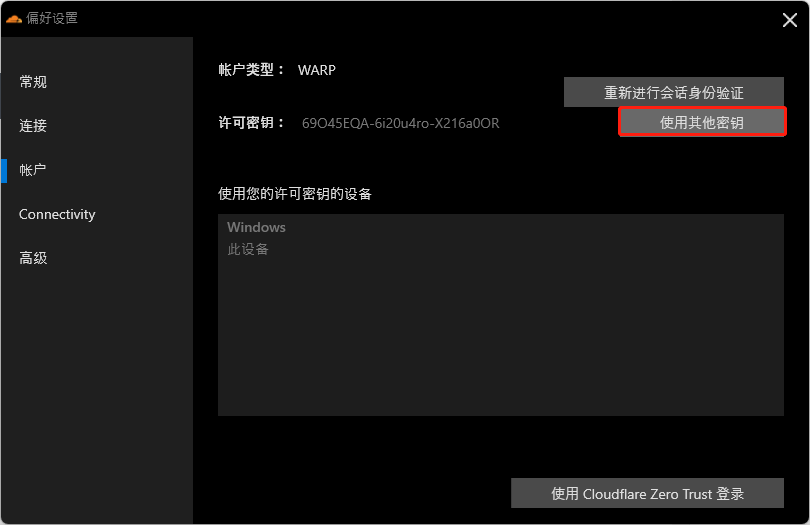 偏好设置
常规
连接
帐户
Connectivity
高级
帐户类型： WARP
重新进行会话身份验证
许可密钥： 69O45EQA-6i20u4ro-X216a0OR
使用其他密钥
使用您的许可密钥的设备
Windows
此设备
使用 Cloudflare Zero Trust 登录